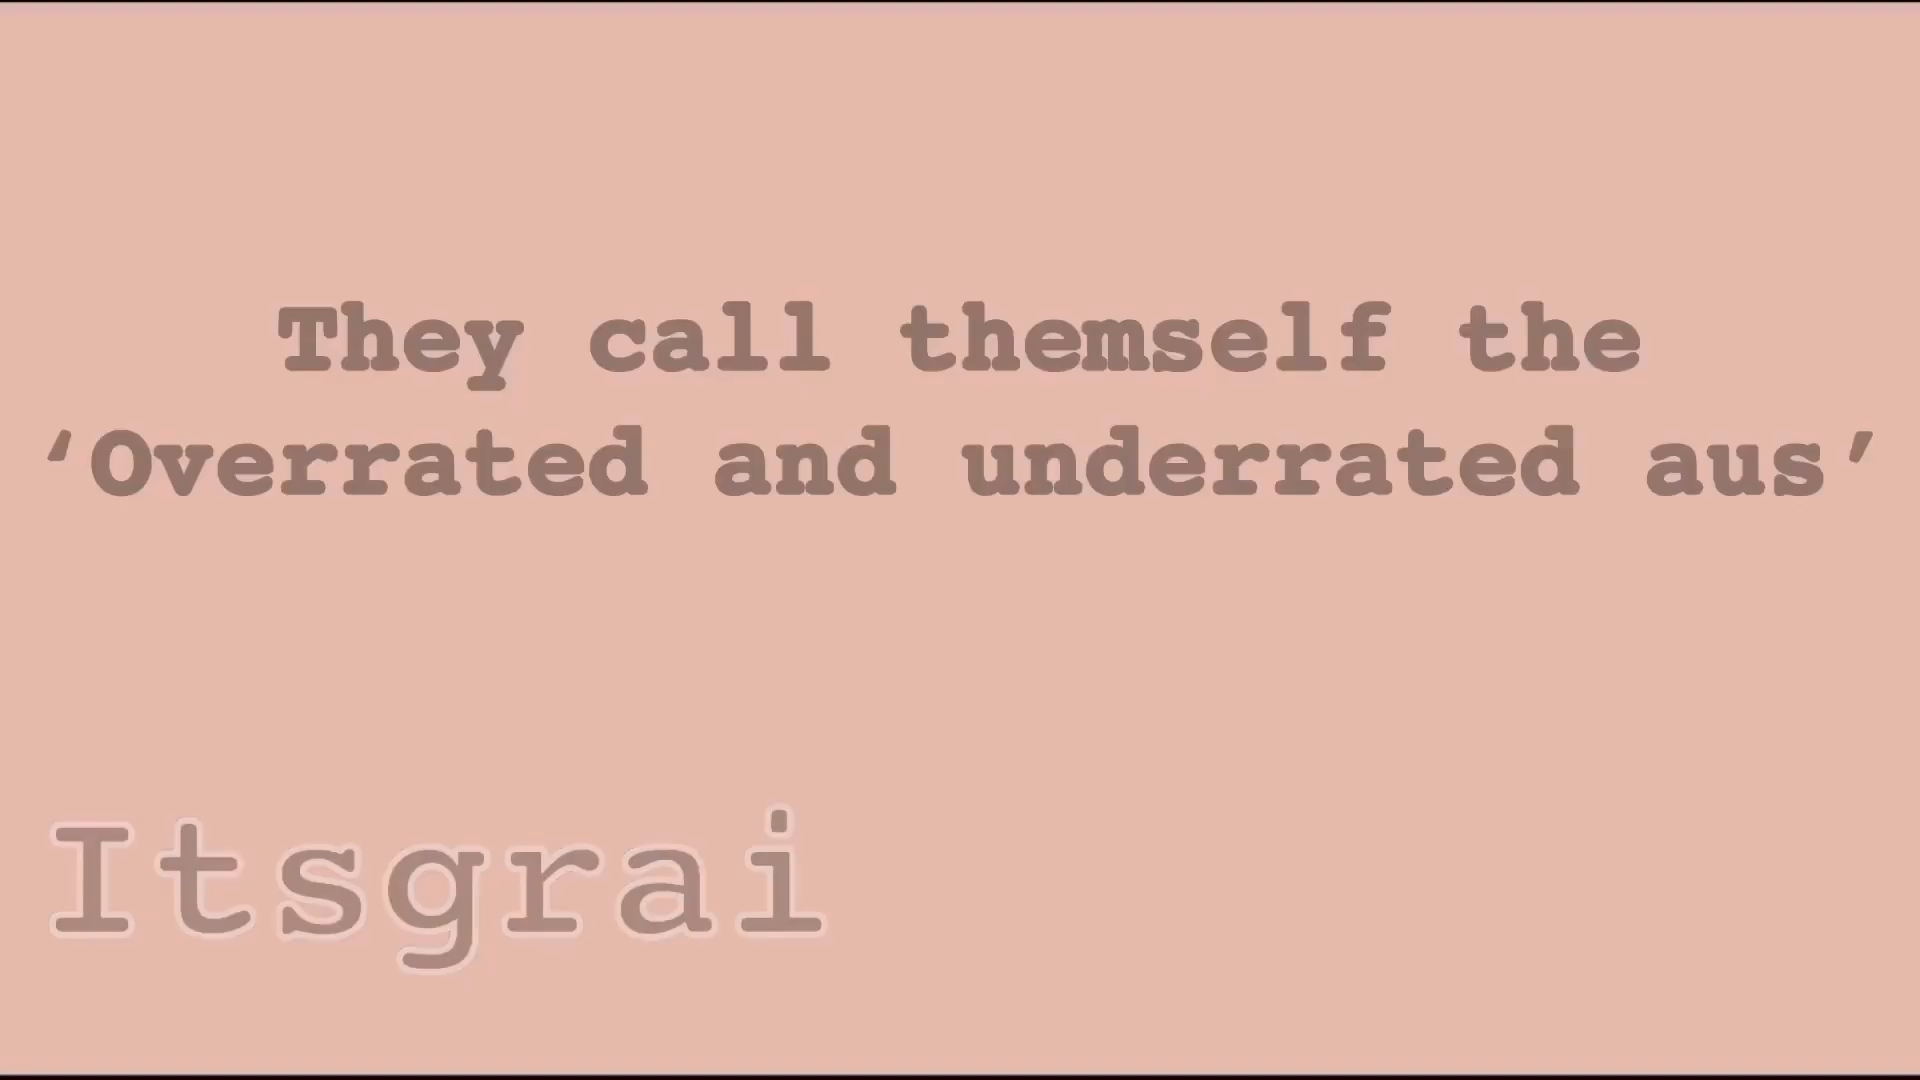 They call themself the
‘Overrated and underrated aus’
Itsgrai